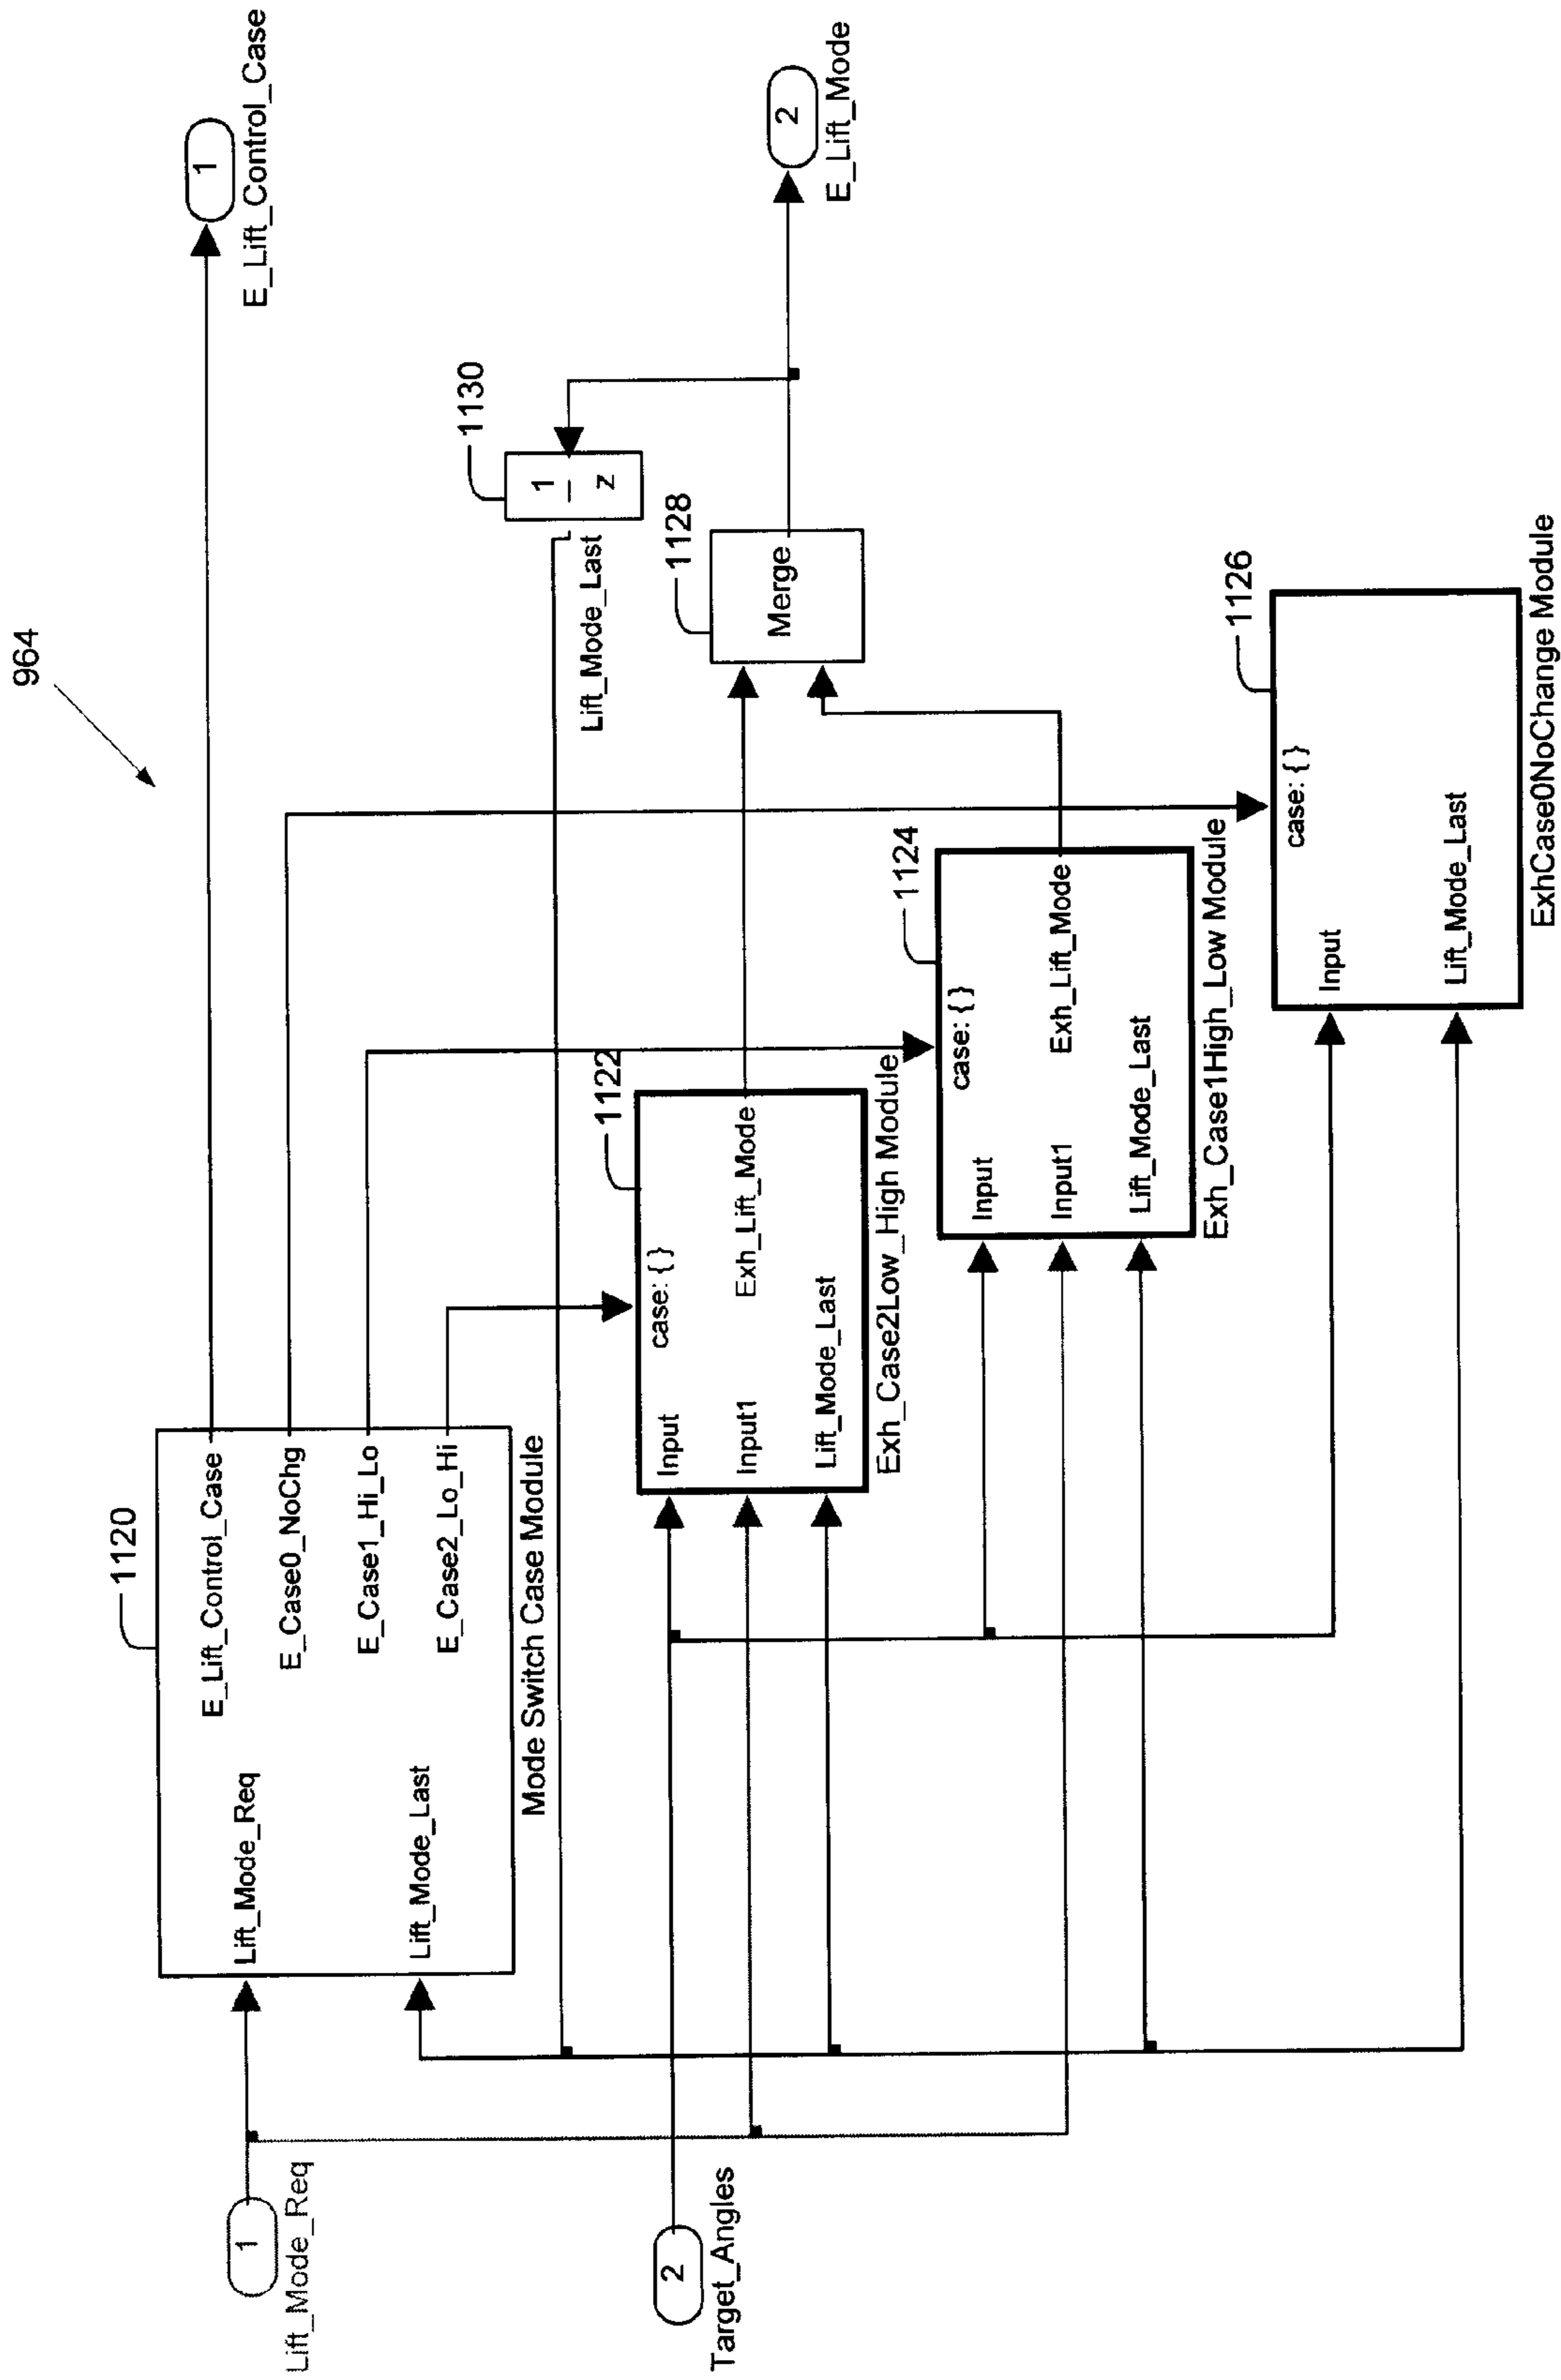 964
1120
Lift_Mode_Req
E_Lift_Control_Case
E_Case0_NoChg
E_Case1_Hi_Lo
Lift_Mode_Last
E_Case2_Lo_Hi
Mode Switch Case Module
1
Lift_Mode_Req
1
E_Lift_Control_Case
1130
1
z
Lift_Mode_Last
1128
Merge
2
E_Lift_Mode
1122
case: { }
Input
Input1
Exh_Lift_Mode
Lift_Mode_Last
Exh_Case2Low_High Module
2
Target_Angles
1124
case: { }
Input
Input1
Exh_Lift_Mode
Lift_Mode_Last
Exh_Case1High_Low Module
1126
case: { }
Input
Lift_Mode_Last
ExhCase0NoChange Module